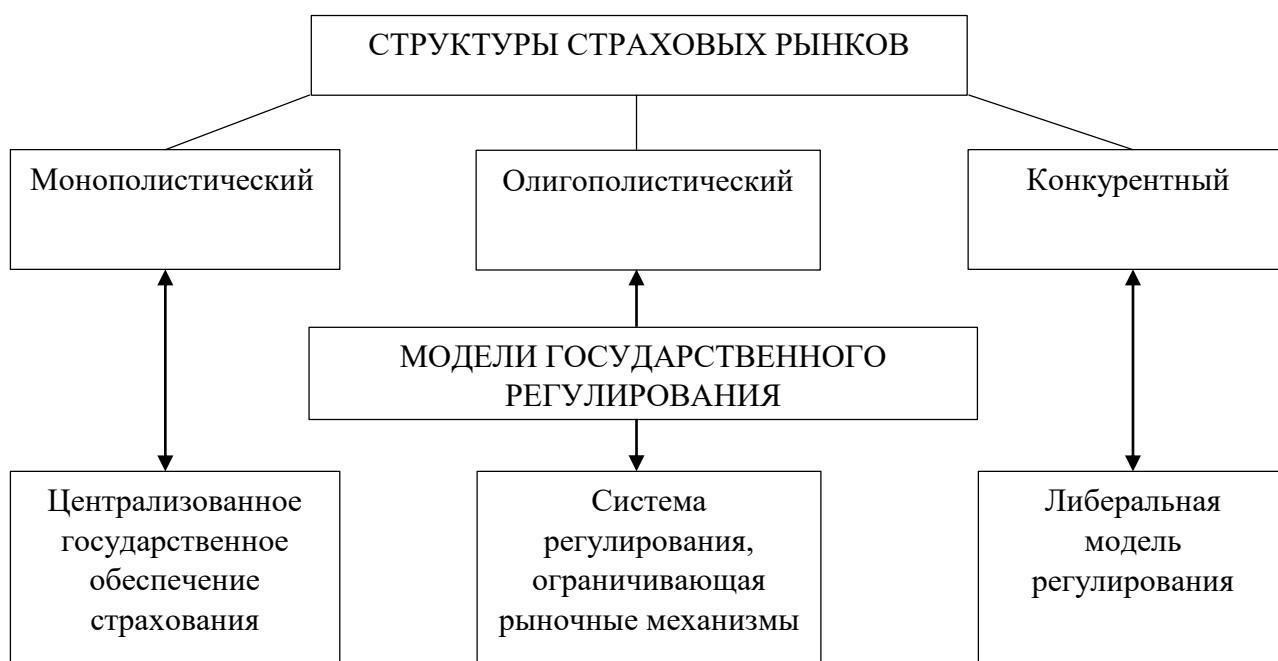 СТРУКТУРЫ СТРАХОВЫХ РЫНКОВ
Монополистический
Олигополистический
Конкурентный
МОДЕЛИ ГОСУДАРСТВЕННОГО
РЕГУЛИРОВАНИЯ
Централизованное
государственное
обеспечение
страхования
Система
регулирования,
ограничивающая
рыночные механизмы
Либеральная
модель
регулирования